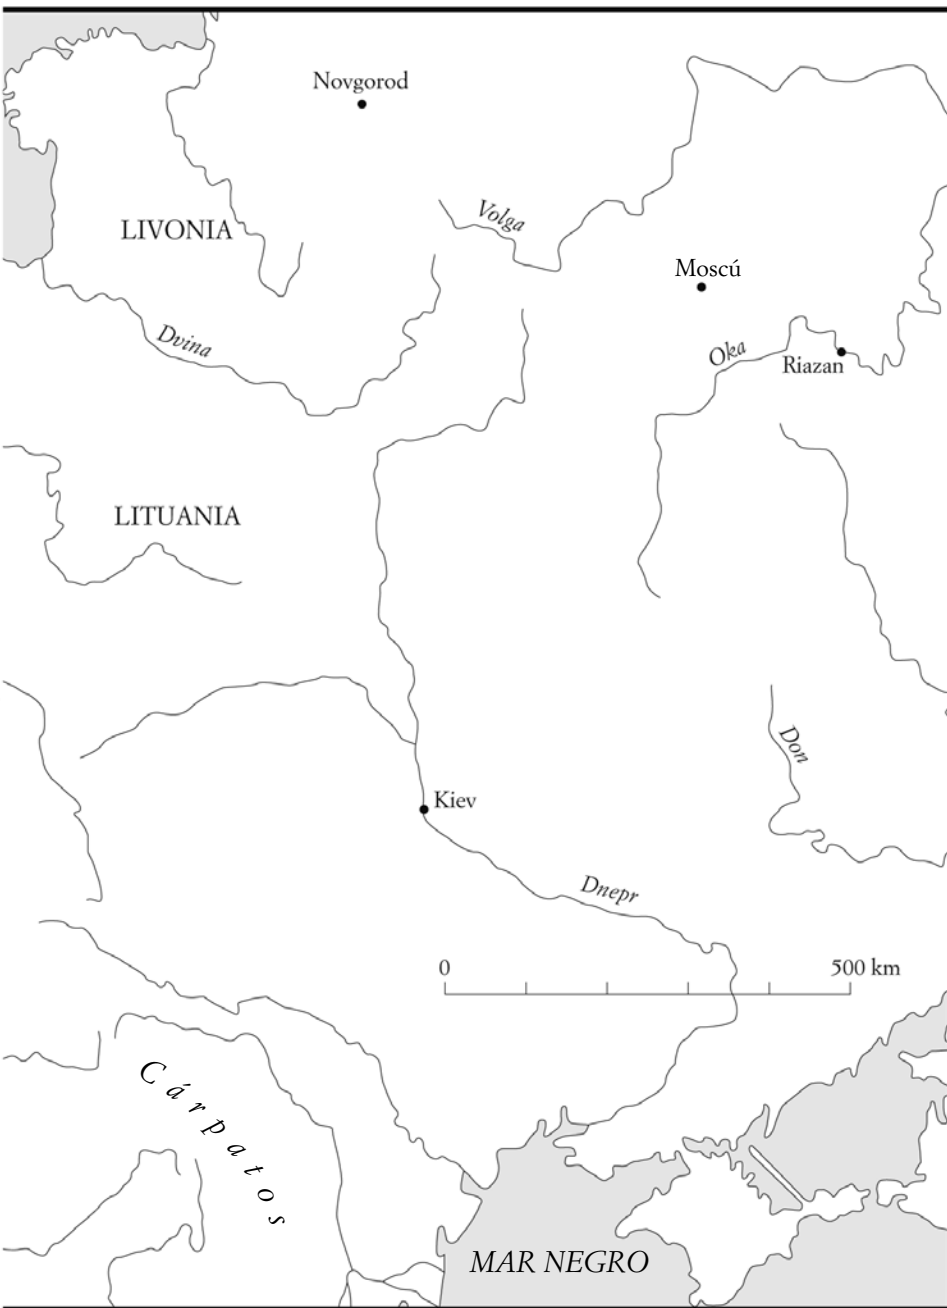 Novgorod
Volga
LIVONIA
Moscú
Dvina
Oka
Riazan
LITUANIA
Don
Kiev
Dnepr
0 500 km
Cárpatos
MAR NEGRO